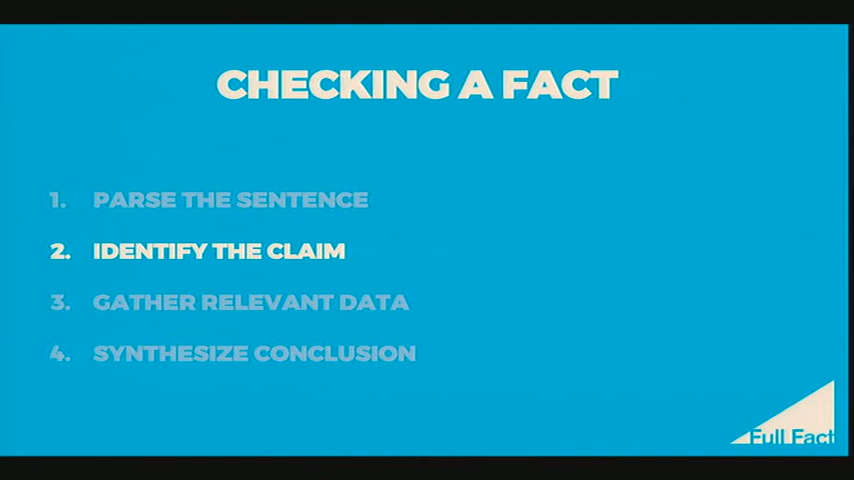 CHECKING A FACT
1. PARSE THE SENTENCE
2. IDENTIFY THE CLAIM
3. GATHER RELEVANT DATA
4. SYNTHESIZE CONCLUSION
Full Fact